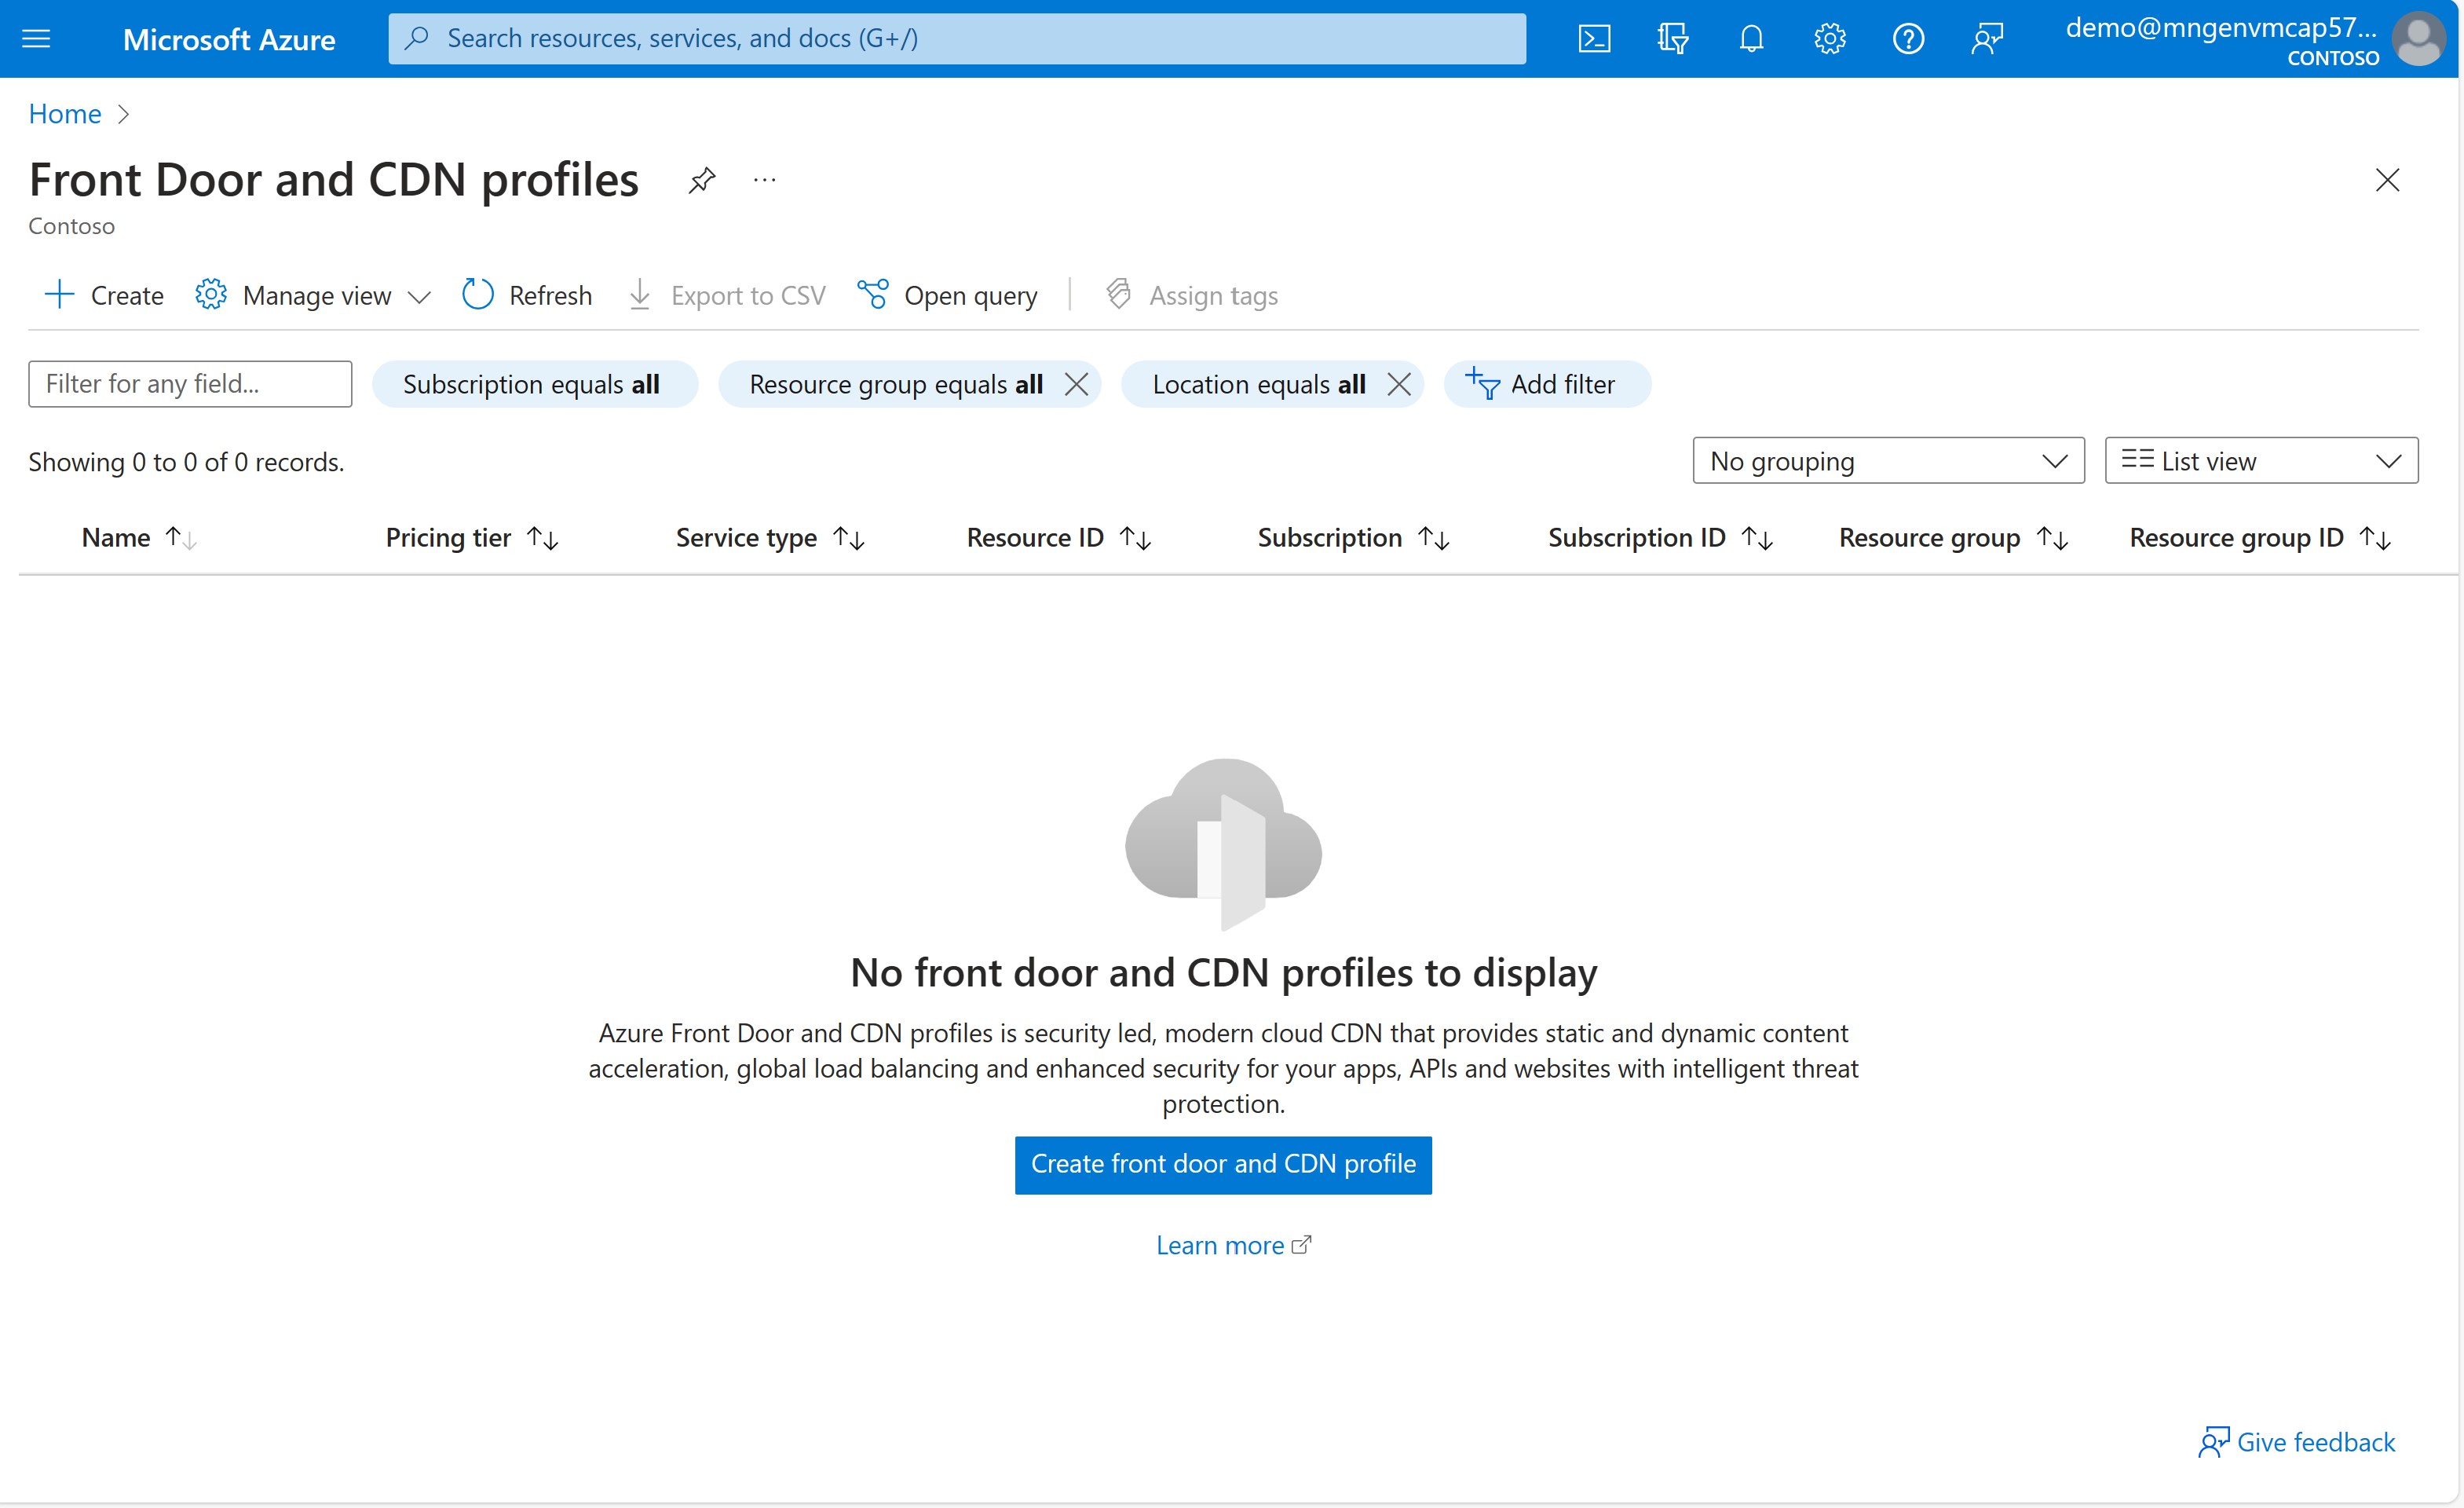 Microsoft Azure
Search resources, services, and docs (G+/)
demo@mngenvmcap57...
CONTOSO
Home
Front Door and CDN profiles
Contoso
Create
Manage view
Refresh
Export to CSV
Open query
Assign tags
Filter for any field...
Subscription equals all
Resource group equals all
Location equals all
Add filter
Showing 0 to 0 of 0 records.
No grouping
List view
Name
Pricing tier
Service type
Resource ID
Subscription
Subscription ID
Resource group
Resource group ID
No front door and CDN profiles to display
Azure Front Door and CDN profiles is security led, modern cloud CDN that provides static and dynamic content
acceleration, global load balancing and enhanced security for your apps, APIs and websites with intelligent threat
protection.
Create front door and CDN profile
Learn more
Give feedback